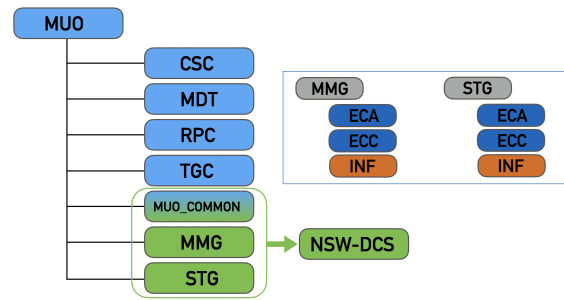 MUO
CSC
MDT
RPC
TGC
MUO_COMMON
MMG
STG
NSW-DCS
MMG
ECA
ECC
INF
STG
ECA
ECC
INF